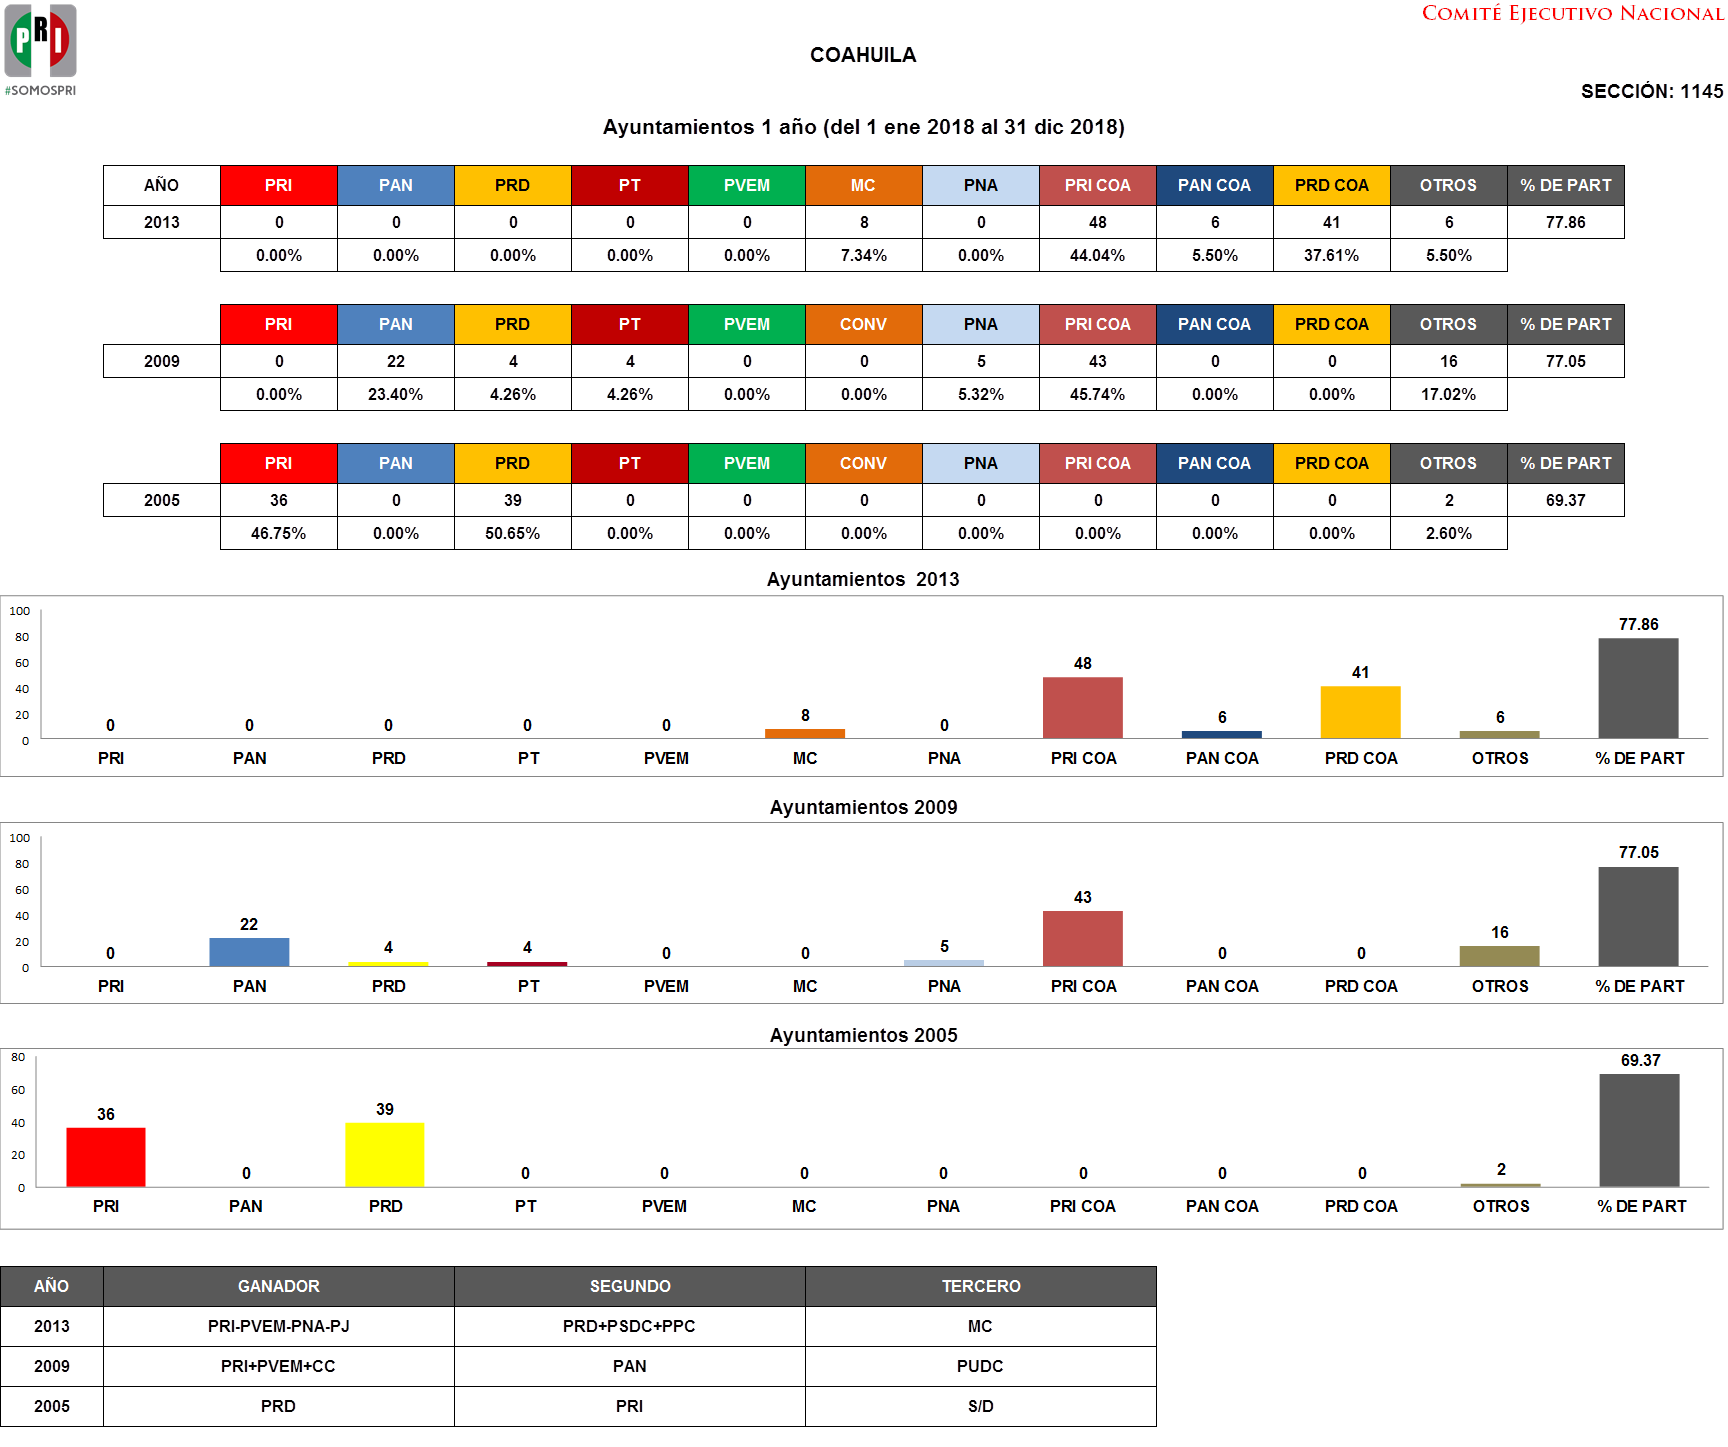 PRI
#SOMOSPRI
COMITÉ EJECUTIVO NACIONAL
COAHUILA
SECCIÓN: 1145
Ayuntamientos 1 año (del 1 ene 2018 al 31 dic 2018)
AÑO PRI PAN PRD PT PVEM MC PNA PRI COA PAN COA PRD COA OTROS % DE PART
2013 0 0 0 0 0 8 0 48 6 41 6 77.86
0.00% 0.00% 0.00% 0.00% 0.00% 7.34% 0.00% 44.04% 5.50% 37.61% 5.50%
PRI PAN PRD PT PVEM CONV PNA PRI COA PAN COA PRD COA OTROS % DE PART
2009 0 22 4 4 0 0 5 43 0 0 16 77.05
0.00% 23.40% 4.26% 4.26% 0.00% 0.00% 5.32% 45.74% 0.00% 0.00% 17.02%
PRI PAN PRD PT PVEM CONV PNA PRI COA PAN COA PRD COA OTROS % DE PART
2005 36 0 39 0 0 0 0 0 0 0 2 69.37
46.75% 0.00% 50.65% 0.00% 0.00% 0.00% 0.00% 0.00% 0.00% 0.00% 2.60%
Ayuntamientos 2013
100
80
60
40
20
0
0 0 0 0 0 8 0 48 6 41 6 77.86
PRI PAN PRD PT PVEM MC PNA PRI COA PAN COA PRD COA OTROS % DE PART
Ayuntamientos 2009
100
80
60
40
20
0
0 22 4 4 0 0 5 43 0 0 16 77.05
PRI PAN PRD PT PVEM MC PNA PRI COA PAN COA PRD COA OTROS % DE PART
Ayuntamientos 2005
80
60
40
20
0
36 0 39 0 0 0 0 0 0 0 2 69.37
PRI PAN PRD PT PVEM MC PNA PRI COA PAN COA PRD COA OTROS % DE PART
AÑO GANADOR SEGUNDO TERCERO
2013 PRI-PVEM-PNA-PJ PRD+PSDC+PPC MC
2009 PRI+PVEM+CC PAN PUDC
2005 PRD PRI S/D